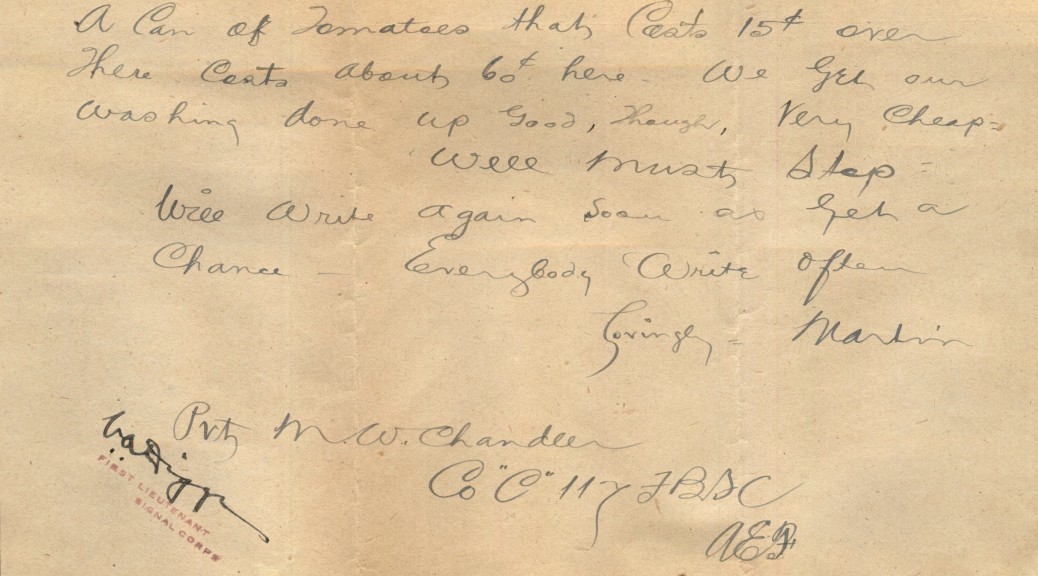 A Can of Tomatoes that Costs 15¢ over
There Costs about 60¢ here - We Get our
washing done up Good, Though, Very Cheap=
Well Must Stop =
Will Write again Soon as Get a
Chance - Everybody Write often
Lovingly = Martin
Pvt M. W. Chandler
Co "C" 117 F B S C
A E F
FIRST LIEUTENANT
SIGNAL CORPS